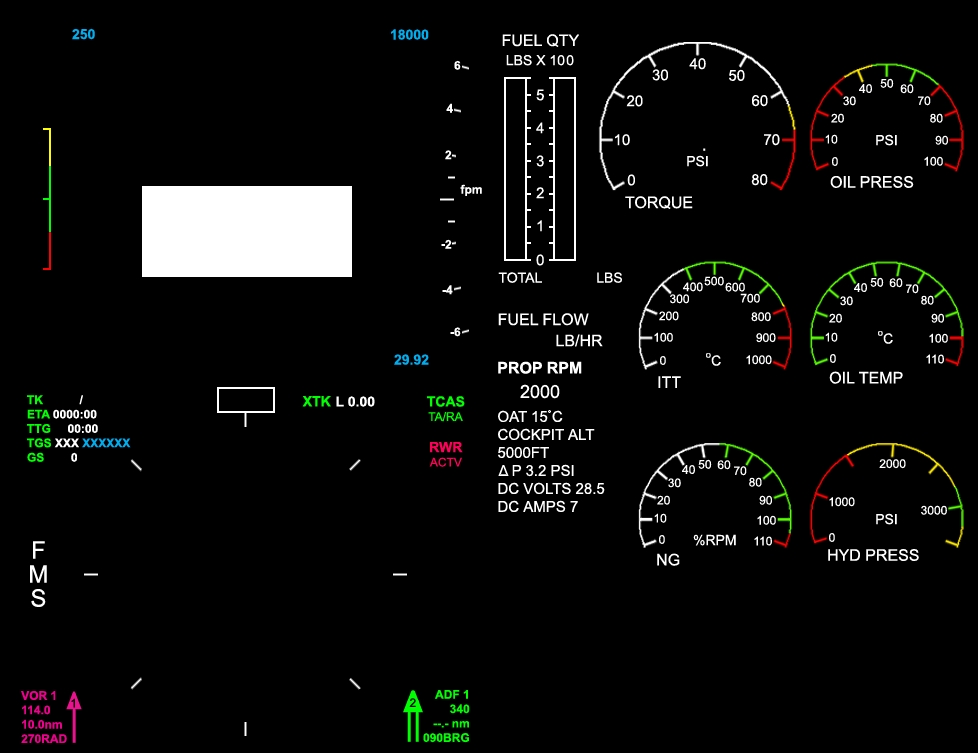 250
18000
6
4
2
fpm
-2
-4
-6
29.92
FUEL QTY
LBS X 100
5
4
3
2
1
0
TOTAL LBS
FUEL FLOW
LB/HR
PROP RPM
2000
OAT 15°C
COCKPIT ALT
5000FT
Δ P 3.2 PSI
DC VOLTS 28.5
DC AMPS 7
0 10 20 30 40 50 60 70 80
PSI
TORQUE
0 10 20 30 40 50 60 70 80 90 100
PSI
OIL PRESS
0 100 200 300 400 500 600 700 800 900 1000
°C
ITT
0 10 20 30 40 50 60 70 80 90 100 110
°C
OIL TEMP
0 10 20 30 40 50 60 70 80 90 100 110
%RPM
NG
0 1000 2000 3000
PSI
HYD PRESS
TK /
ETA 0000:00
TTG 00:00
TGS XXX XXXXXX
GS 0
XTK L 0.00
TCAS
TA/RA
RWR
ACTV
F
M
S
VOR 1
114.0
10.0nm
270RAD
1
2
ADF 1
340
--.- nm
090BRG